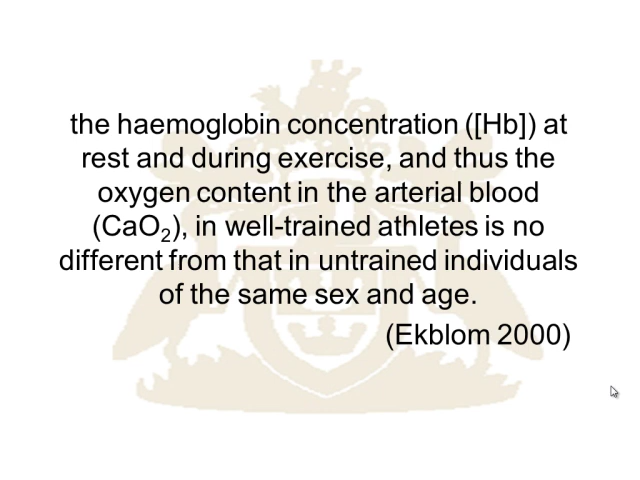 the haemoglobin concentration ([Hb]) at
rest and during exercise, and thus the
oxygen content in the arterial blood
(CaO₂), in well-trained athletes is no
different from that in untrained individuals
of the same sex and age.
(Ekblom 2000)